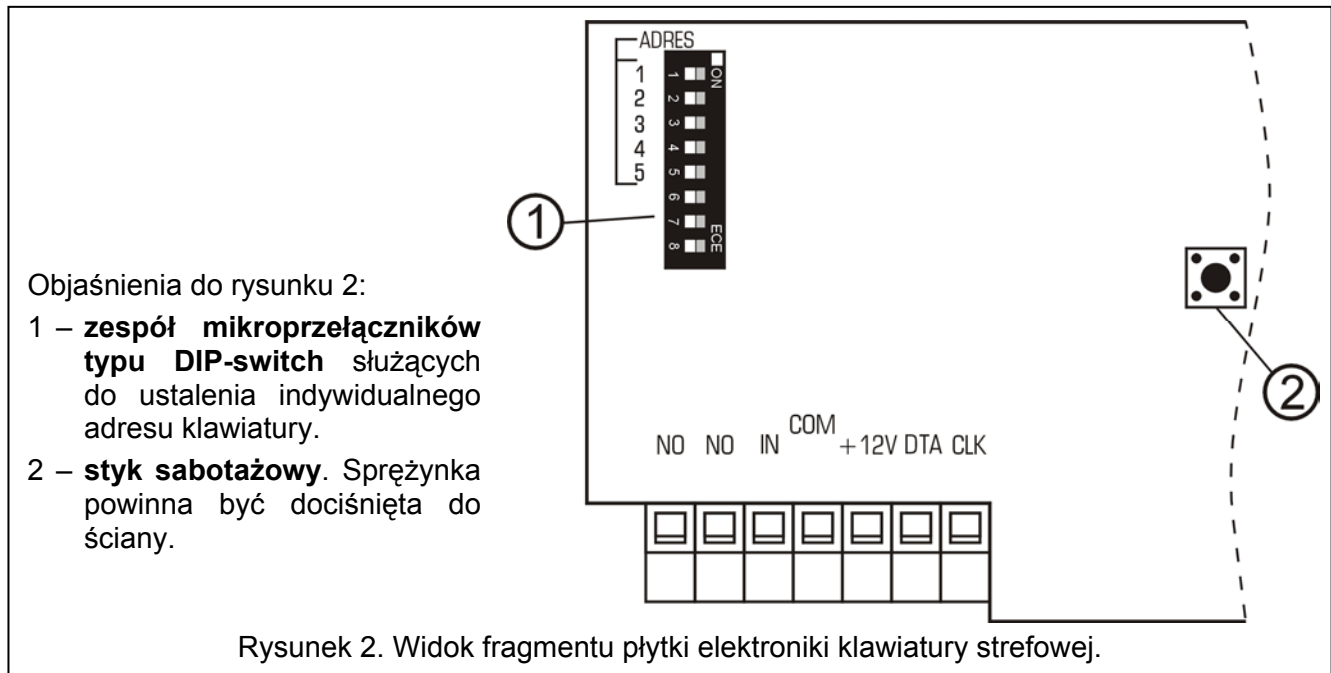 ADRES
1
2
3
4
5
ON
1
2
3
4
5
6
7
8
ECE
1
2
Objaśnienia do rysunku 2:
1 – zespół mikroprzełączników
typu DIP-switch służących
do ustalenia indywidualnego
adresu klawiatury.
2 – styk sabotażowy. Sprężynka
powinna być dociśnięta do
ściany.
NO NO IN COM +12V DTA CLK
Rysunek 2. Widok fragmentu płytki elektroniki klawiatury strefowej.